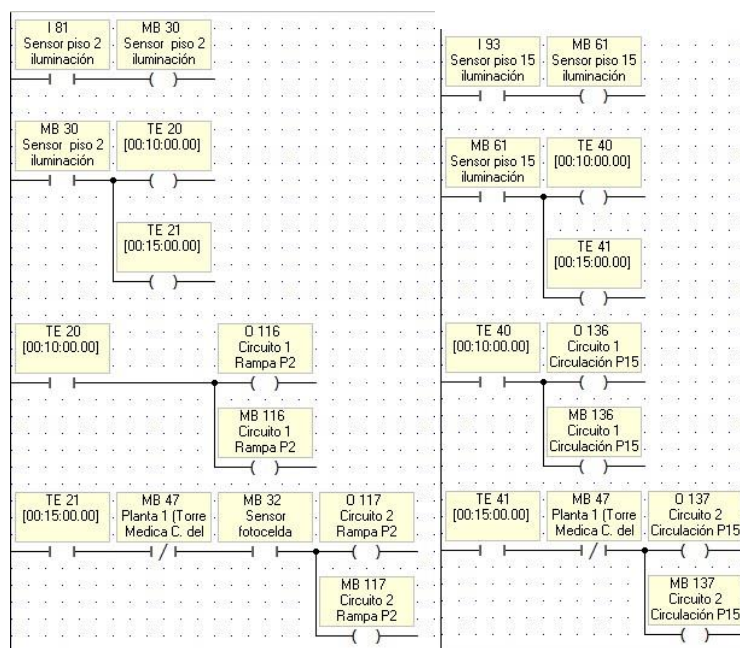 I 81
Sensor piso 2
iluminación
MB 30
Sensor piso 2
iluminación
MB 30
Sensor piso 2
iluminación
TE 20
[00:10:00.00]
TE 21
[00:15:00.00]
TE 20
[00:10:00.00]
O 116
Circuito 1
Rampa P2
MB 116
Circuito 1
Rampa P2
TE 21
[00:15:00.00]
MB 47
Planta 1 (Torre
Medica C. del
MB 32
Sensor
fotocelda
O 117
Circuito 2
Rampa P2
MB 117
Circuito 2
Rampa P2
I 93
Sensor piso 15
iluminación
MB 61
Sensor piso 15
iluminación
MB 61
Sensor piso 15
iluminación
TE 40
[00:10:00.00]
TE 41
[00:15:00.00]
TE 40
[00:10:00.00]
O 136
Circuito 1
Circulación P15
MB 136
Circuito 1
Circulación P15
TE 41
[00:15:00.00]
MB 47
Planta 1 (Torre
Medica C. del
O 137
Circuito 2
Circulación P15
MB 137
Circuito 2
Circulación P15